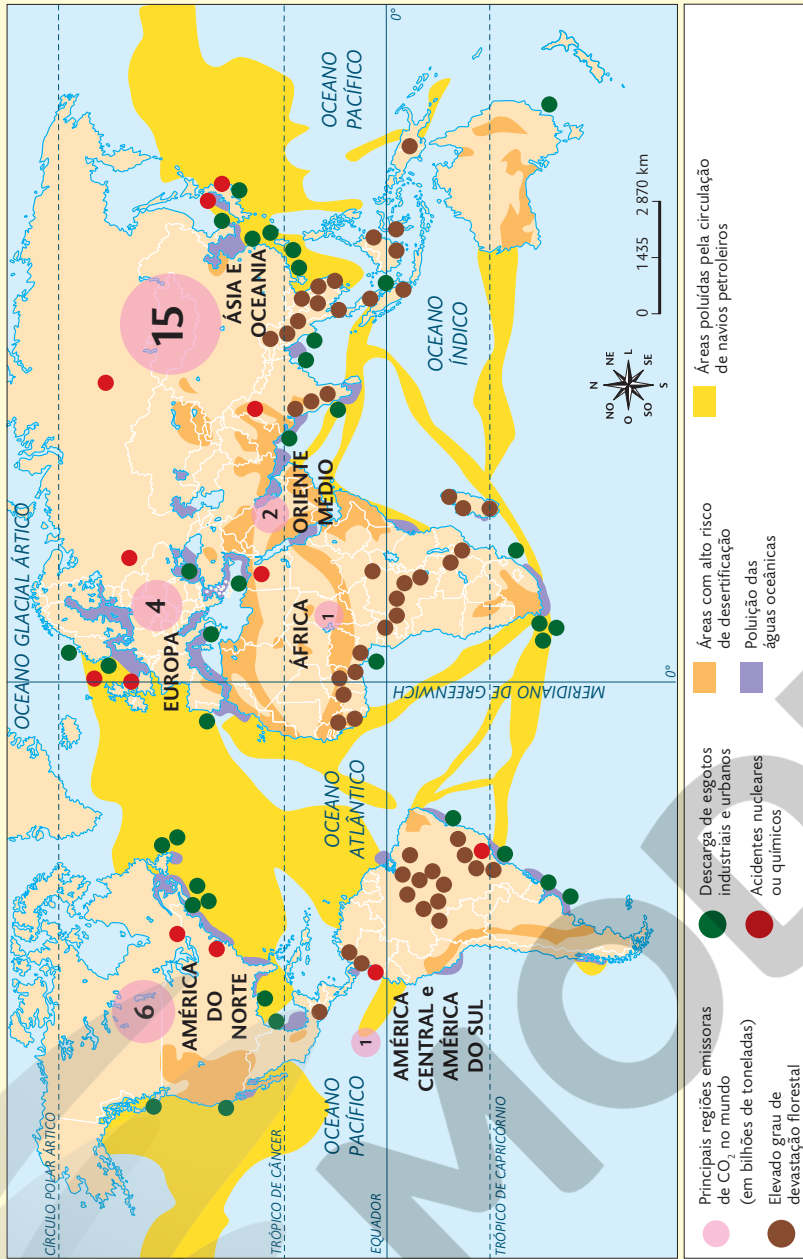 OCEANO GLACIAL ÁRTICO
CÍRCULO POLAR ÁRTICO
6
AMÉRICA
DO
NORTE
4
EUROPA
15
ÁSIA E
OCEANIA
2
ORIENTE
MÉDIO
TRÓPICO DE CÂNCER
OCEANO
PACÍFICO
OCEANO
ATLÂNTICO
ÁFRICA
1
OCEANO
PACÍFICO
EQUADOR
0°
1
AMÉRICA
CENTRAL e
AMÉRICA
DO SUL
MERIDIANO DE GREENWICH
OCEANO
ÍNDICO
TRÓPICO DE CAPRICÓRNIO
N
NO
NE
O
L
SO
SE
S
0 1 435 2 870 km
0°
Principais regiões emissoras
de CO2 no mundo
(em bilhões de toneladas)
Elevado grau de
devastação florestal
Descarga de esgotos
industriais e urbanos
Acidentes nucleares
ou químicos
Áreas com alto risco
de desertificação
Poluição das
águas oceânicas
Áreas poluídas pela circulação
de navios petroleiros